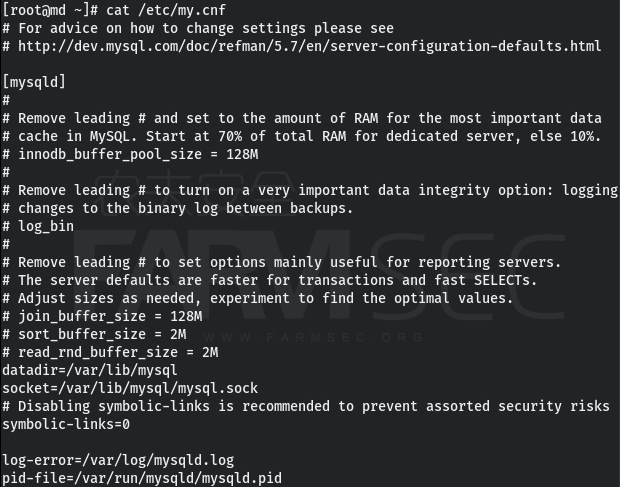 [root@md ~]# cat /etc/my.cnf
# For advice on how to change settings please see
# http://dev.mysql.com/doc/refman/5.7/en/server-configuration-defaults.html
[mysqld]
#
# Remove leading # and set to the amount of RAM for the most important data
# cache in MySQL. Start at 70% of total RAM for dedicated server, else 10%.
# innodb_buffer_pool_size = 128M
#
# Remove leading # to turn on a very important data integrity option: logging
# changes to the binary log between backups.
# log_bin
#
# Remove leading # to set options mainly useful for reporting servers.
# The server defaults are faster for transactions and fast SELECTs.
# Adjust sizes as needed, experiment to find the optimal values.
# join_buffer_size = 128M
# sort_buffer_size = 2M
# read_rnd_buffer_size = 2M
datadir=/var/lib/mysql
socket=/var/lib/mysql/mysql.sock
# Disabling symbolic-links is recommended to prevent assorted security risks
symbolic-links=0
log-error=/var/log/mysqld.log
pid-file=/var/run/mysqld/mysqld.pid
农夫安全
FARMSEC
WWW.FARMSEC.ORG